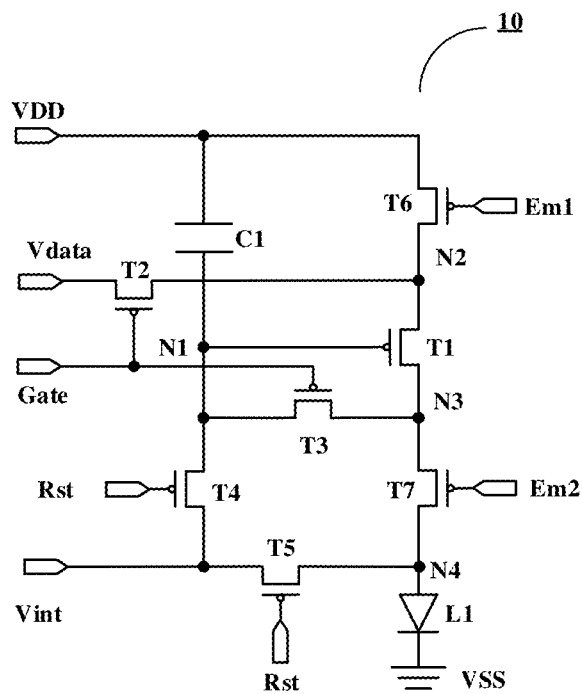 10
VDD
T6
Em1
C1
Vdata
T2
N2
N1
T1
Gate
N3
T3
Rst
T4
T7
Em2
T5
N4
Vint
L1
Rst
VSS